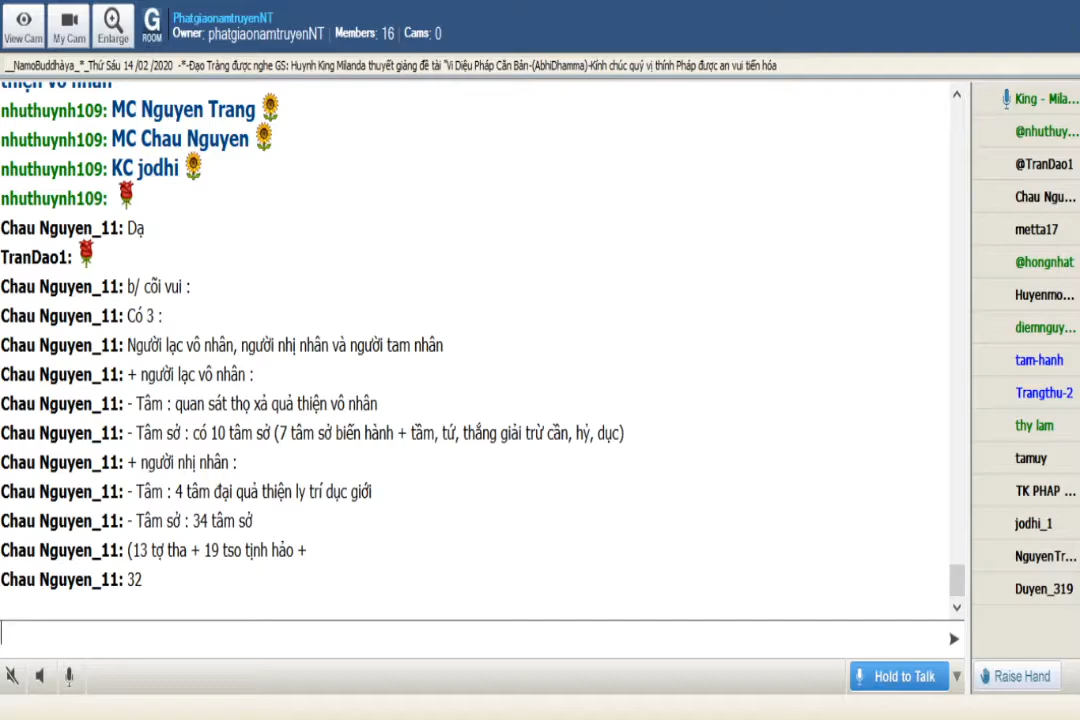 View Cam
My Cam
Enlarge
G
ROOM
PhatgiaonamtruyenNT
Owner: phatgiaonamtruyenNT | Members: 16 | Cams: 0
__NamoBuddhàya_*_Thứ Sáu 14 /02 /2020 -*-Đạo Tràng được nghe GS: Huynh King Milanda thuyết giảng đề tài "Vi Diệu Pháp Căn Bản-(AbhiDhamma)-Kính chúc quý vị thính Pháp được an vui tiến hóa
thiện vô nhân
nhuthuynh109: MC Nguyen Trang
nhuthuynh109: MC Chau Nguyen
nhuthuynh109: KC jodhi
nhuthuynh109:
Chau Nguyen_11: Dạ
TranDao1:
Chau Nguyen_11: b/ cõi vui :
Chau Nguyen_11: Có 3 :
Chau Nguyen_11: Người lạc vô nhân, người nhị nhân và người tam nhân
Chau Nguyen_11: + người lạc vô nhân :
Chau Nguyen_11: - Tâm : quan sát thọ xả quả thiện vô nhân
Chau Nguyen_11: - Tâm sở : có 10 tâm sở (7 tâm sở biến hành + tầm, tứ, thắng giải trừ cần, hỷ, dục)
Chau Nguyen_11: + người nhị nhân :
Chau Nguyen_11: - Tâm : 4 tâm đại quả thiện ly trí dục giới
Chau Nguyen_11: - Tâm sở : 34 tâm sở
Chau Nguyen_11: (13 tợ tha + 19 tso tịnh hảo +
Chau Nguyen_11: 32
King - Mila...
@nhuthuy...
@TranDao1
Chau Ngu...
metta17
@hongnhat
Huyenmo...
diemnguy...
tam-hanh
Trangthu-2
thy lam
tamuy
TK PHAP ...
jodhi_1
NguyenTr...
Duyen_319
Hold to Talk
Raise Hand